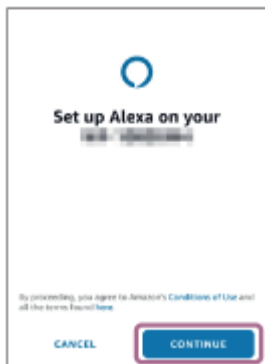 Set up Alexa on your
By proceeding, you agree to Amazon's Conditions of Use and
all the terms found here.
CANCEL
CONTINUE